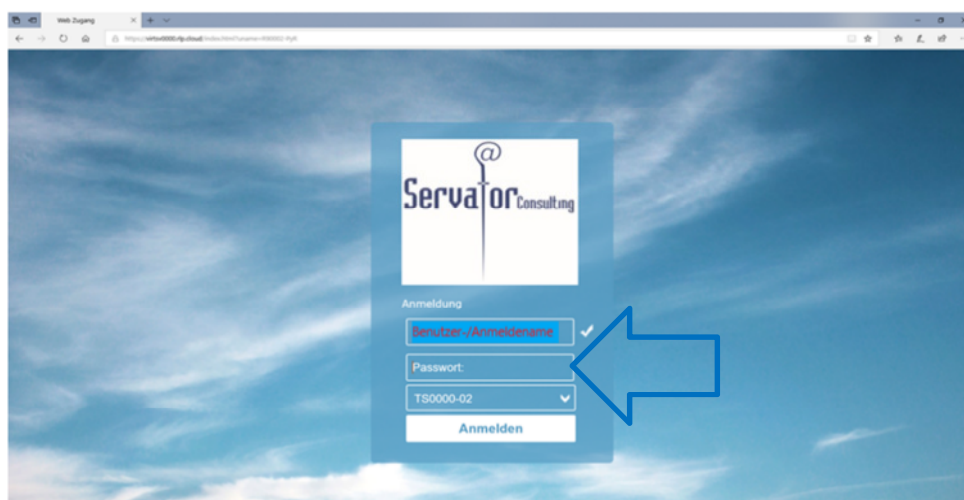 Web Zugang
@
Servator Consulting
Anmeldung
Benutzer-/Anmeldename
Passwort:
TS0000-02
Anmelden